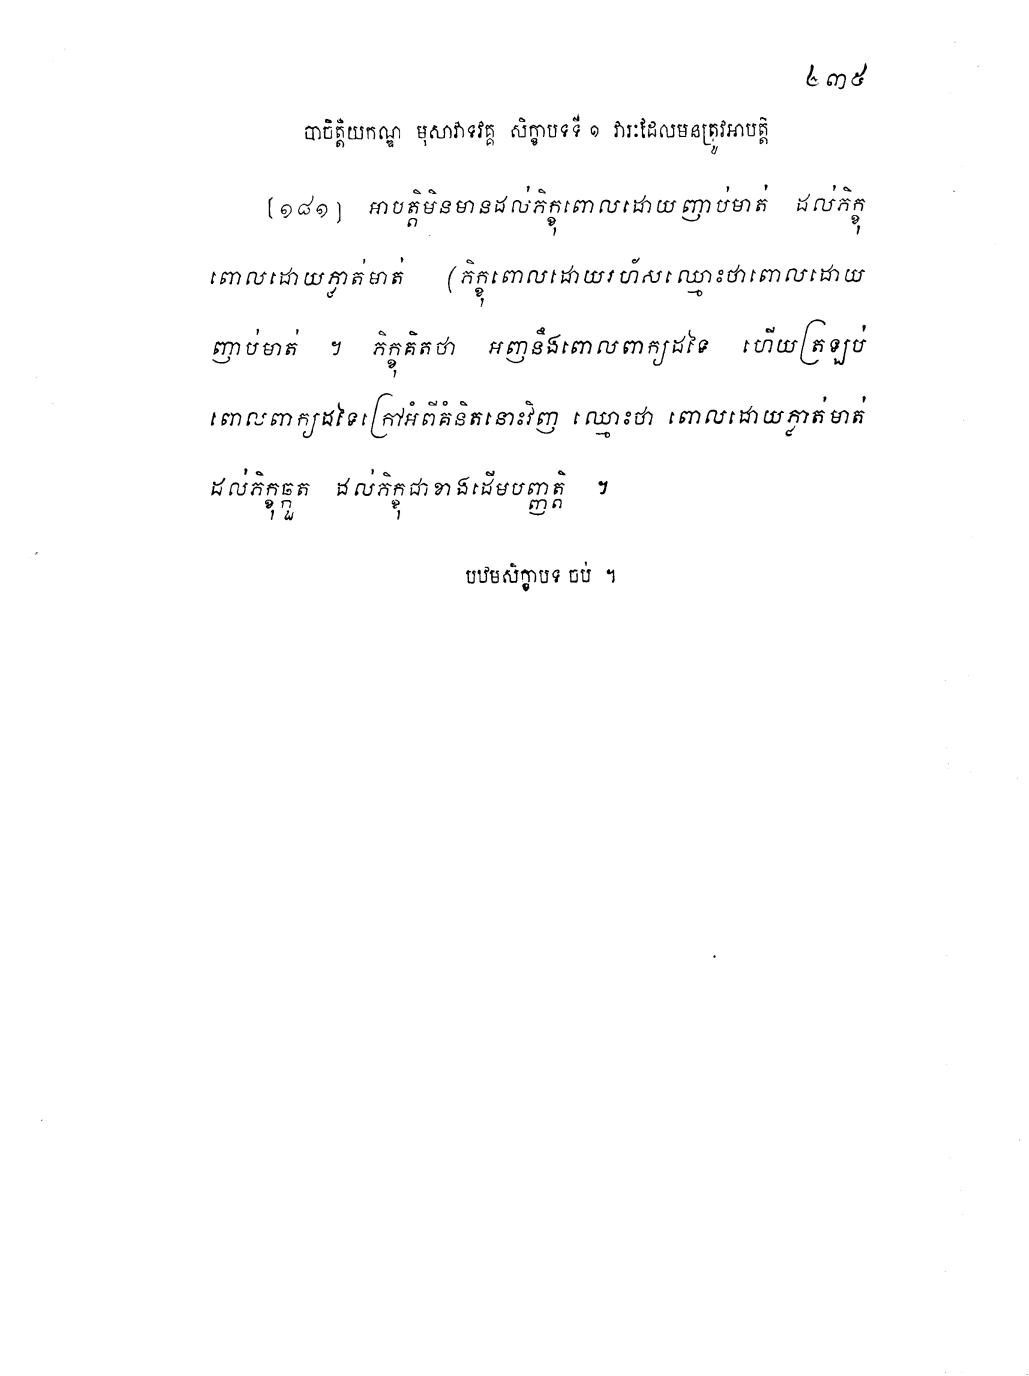 ៤៣៥
បាចិត្តិយកណ្ឌ មុសាវាទវគ្គ សិក្ខាបទទី ១ វារៈដែលមនត្រូវអាបត្តិ
[១៨១] អាបត្តិមិនមានដល់ភិក្ខុពោលដោយញាប់មាត់ ដល់ភិក្ខុ
ពោលដោយភ្លាត់មាត់ (ភិក្ខុពោលដោយរហ័សឈ្មោះថាពោលដោយ
ញាប់មាត់ ។ ភិក្ខុគិតថា អញនឹងពោលពាក្យដទៃ ហើយត្រឡប់
ពោលពាក្យដទៃក្រៅអំពីគំនិតនោះវិញ ឈ្មោះថា ពោលដោយភ្លាត់មាត់
ដល់ភិក្ខុឆ្កួត ដល់ភិក្ខុជាខាងដើមបញ្ញត្តិ ។
បឋមសិក្ខាបទ ចប់ ។